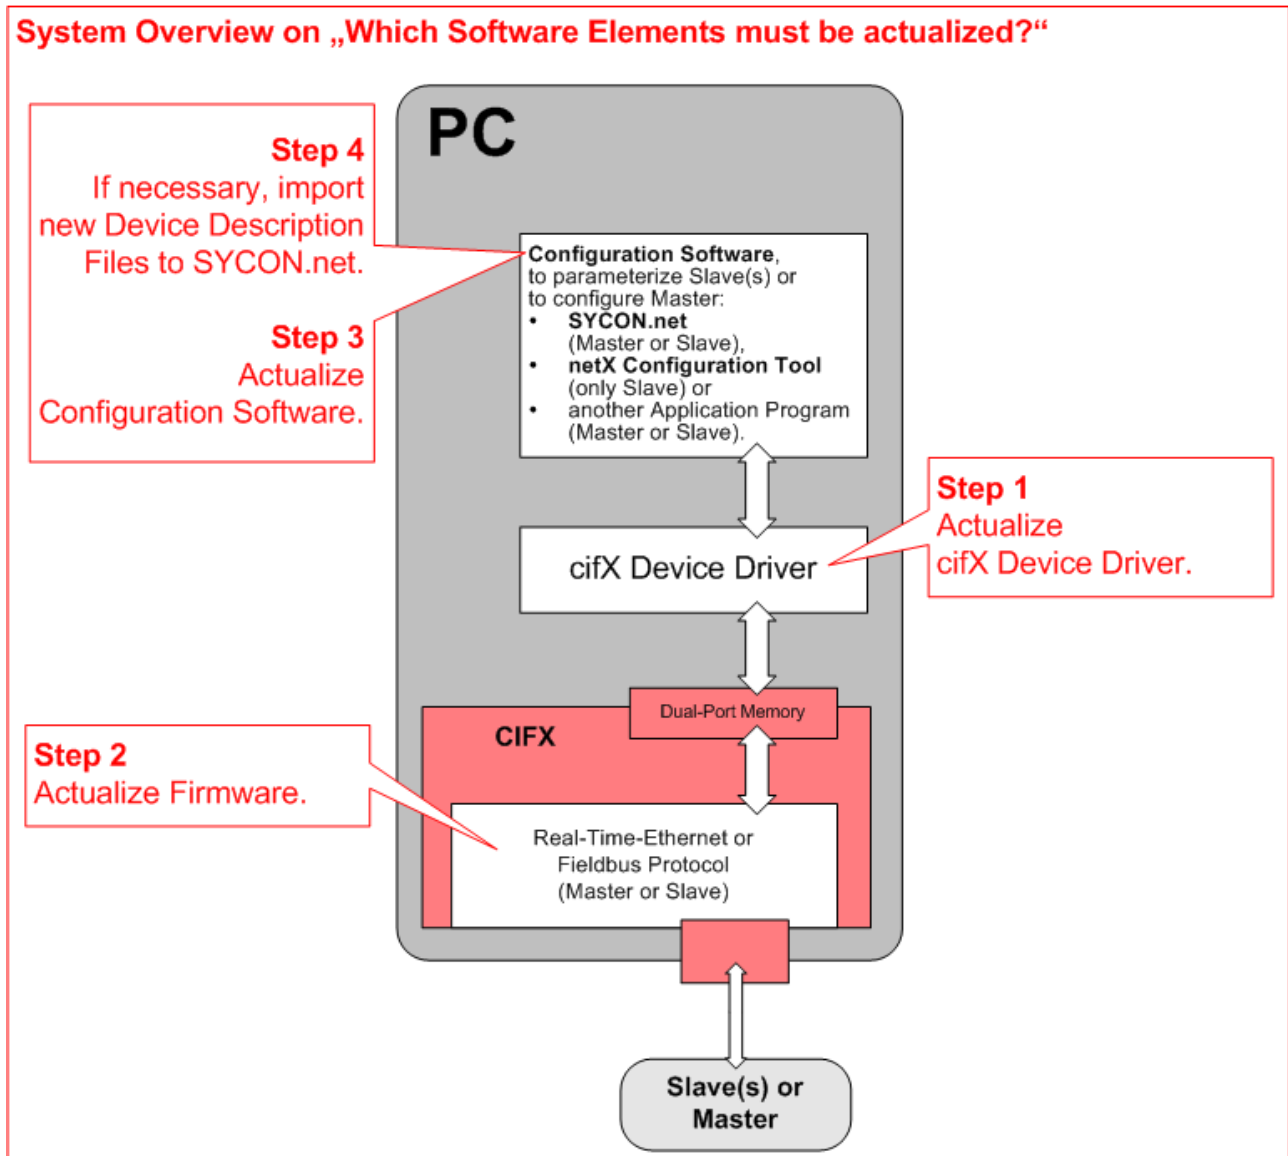 System Overview on „Which Software Elements must be actualized?“
PC
Step 4
If necessary, import
new Device Description
Files to SYCON.net.
Step 3
Actualize
Configuration Software.
Configuration Software,
to parameterize Slave(s) or
to configure Master:
• SYCON.net
(Master or Slave),
• netX Configuration Tool
(only Slave) or
• another Application Program
(Master or Slave).
Step 1
Actualize
cifX Device Driver.
cifX Device Driver
Dual-Port Memory
CIFX
Step 2
Actualize Firmware.
Real-Time-Ethernet or
Fieldbus Protocol
(Master or Slave)
Slave(s) or
Master